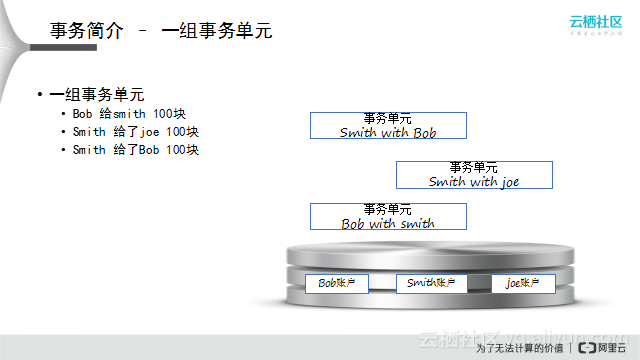 事务简介 – 一组事务单元
云栖社区
• 一组事务单元
• Bob 给smith 100块
• Smith 给了joe 100块
• Smith 给了Bob 100块
事务单元
Smith with Bob
事务单元
Smith with joe
事务单元
Bob with smith
Bob账户
Smith账户
joe账户
云栖社区 yq.aliyun.com
为了无法计算的价值
阿里云